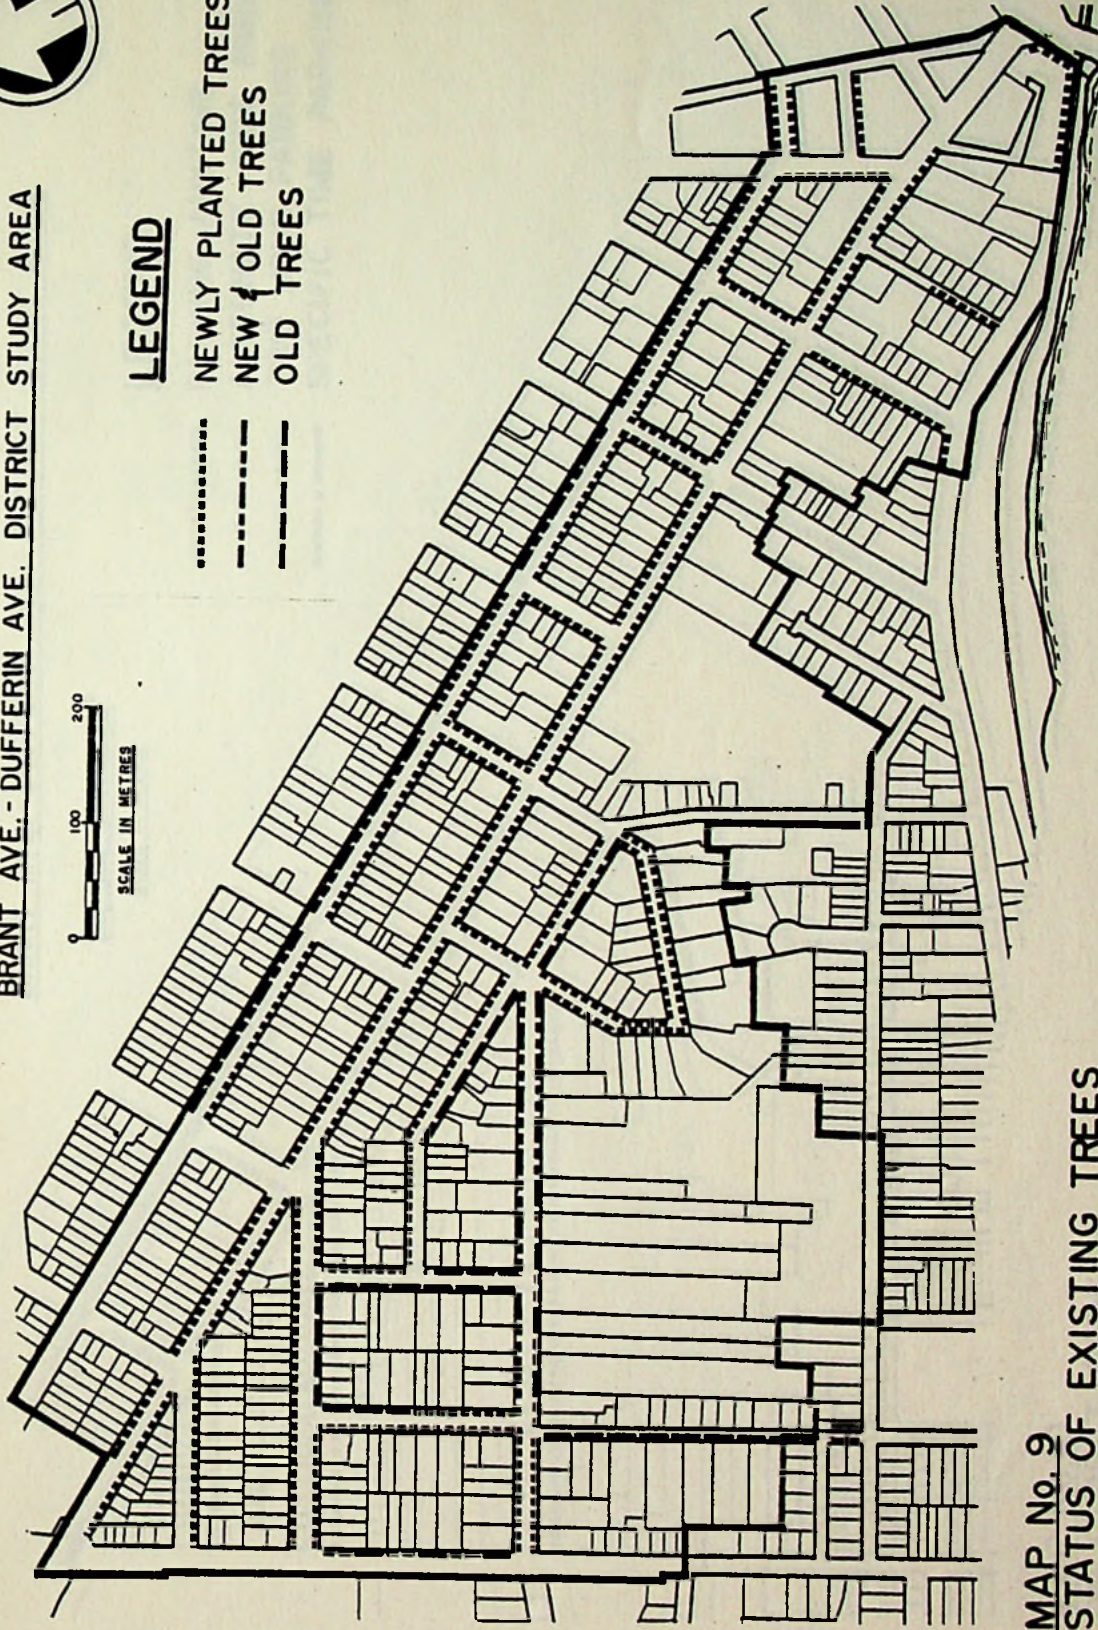 BRANT AVE. - DUFFERIN AVE. DISTRICT STUDY AREA
0 100 200
SCALE IN METRES
LEGEND
NEWLY PLANTED TREES
NEW & OLD TREES
OLD TREES
MAP No. 9
STATUS OF EXISTING TREES